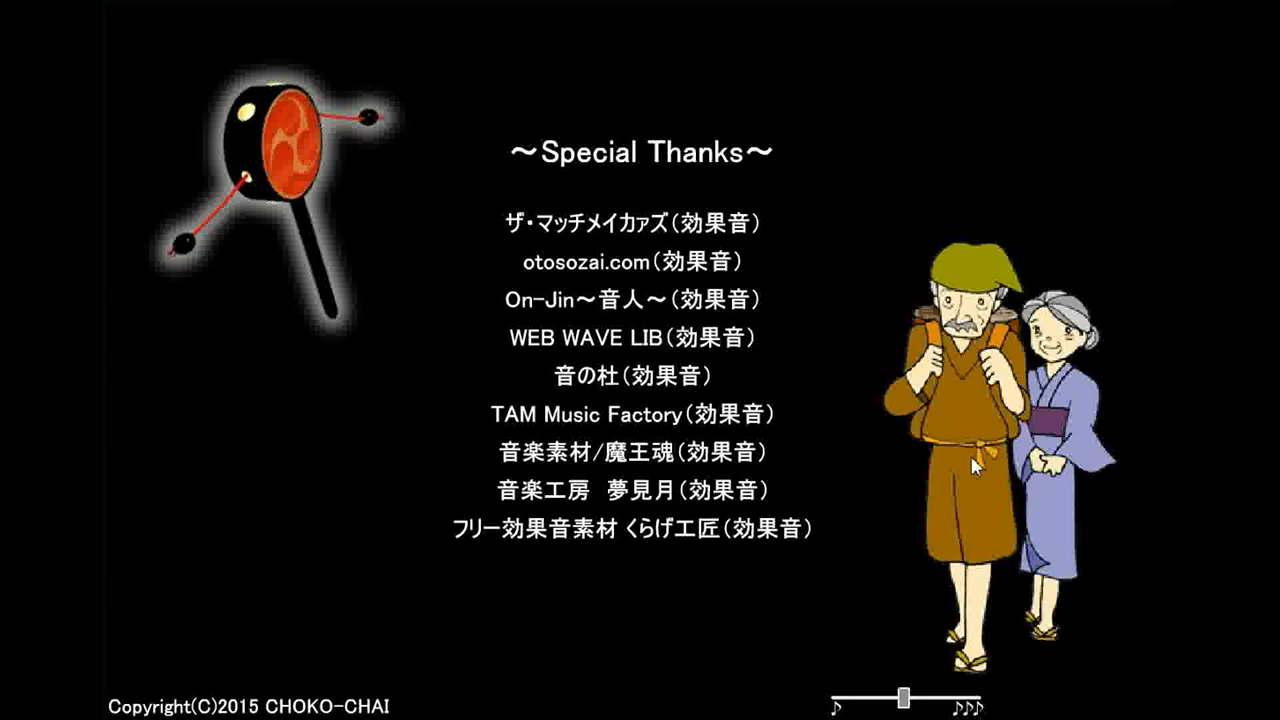 ～Special Thanks～
ザ・マッチメイカァズ(効果音)
otosozai.com(効果音)
On-Jin～音人～(効果音)
WEB WAVE LIB(効果音)
音の杜(効果音)
TAM Music Factory(効果音)
音楽素材/魔王魂(効果音)
音楽工房　夢見月(効果音)
フリー効果音素材 くらげ工匠(効果音)
Copyright(C)2015 CHOKO-CHAI
♪ ♪♪♪